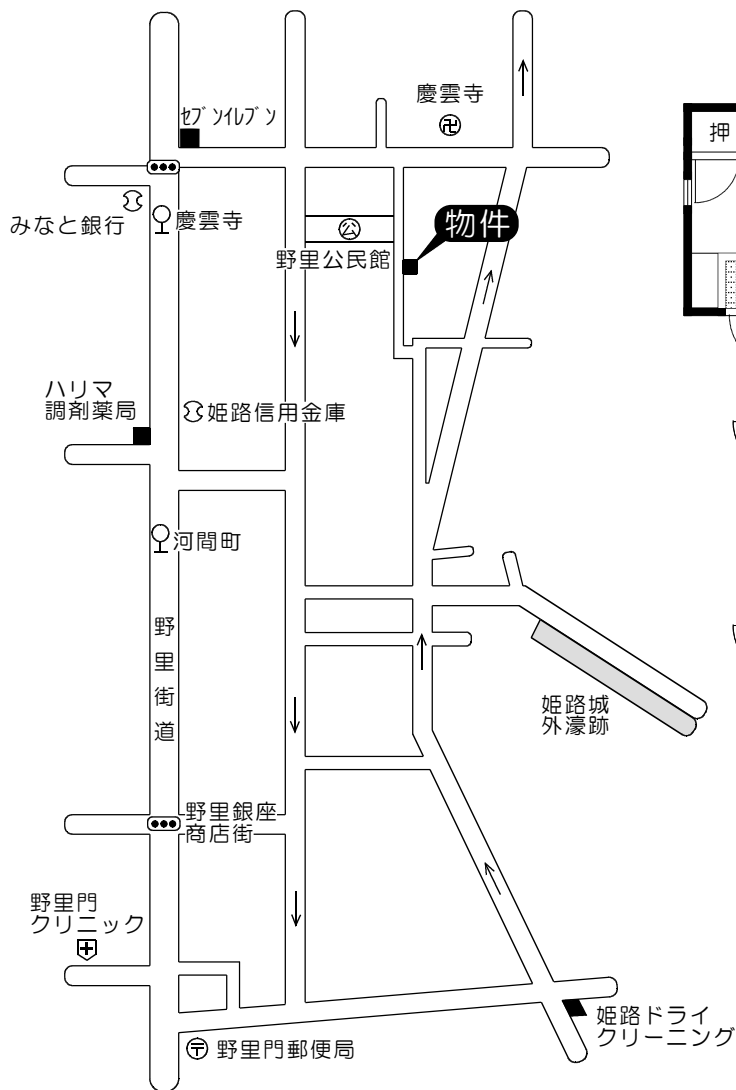 慶雲寺
卍
セブンイレブン
押
みなと銀行
慶雲寺
公
物件
野里公民館
ハリマ
調剤薬局
姫路信用金庫
河間町
野里街道
姫路城
外濠跡
野里銀座
商店街
野里門
クリニック
〒
野里門郵便局
姫路ドライ
クリーニング